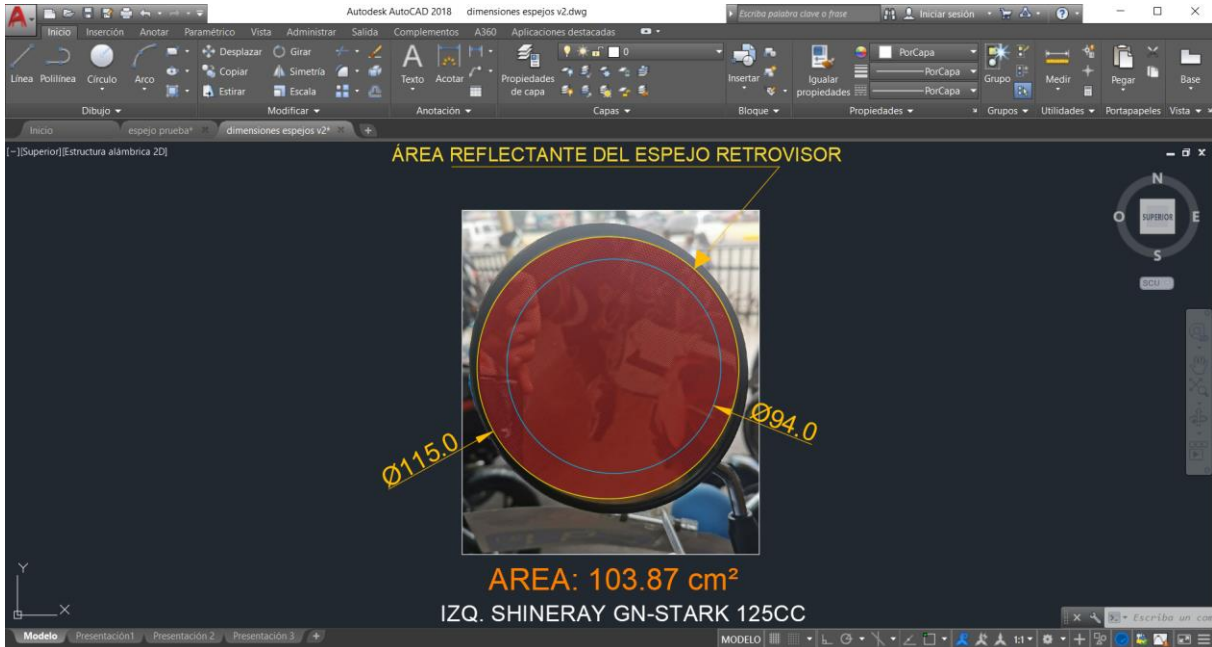 Autodesk AutoCAD 2018 dimensiones espejos v2.dwg
Escriba palabra clave o frase
Iniciar sesión
Inicio Inserción Anotar Paramétrico Vista Administrar Salida Complementos A360 Aplicaciones destacadas
Línea Polilínea Círculo Arco
Desplazar Girar
Copiar Simetría
Estirar Escala
Texto Acotar
Propiedades de capa
0
Insertar
Igualar propiedades
PorCapa
PorCapa
PorCapa
Grupo
Medir
Pegar
Base
Dibujo Modificar Anotación Capas Bloque Propiedades Grupos Utilidades Portapapeles Vista
Inicio espejo prueba* dimensiones espejos v2*
[−][Superior][Estructura alámbrica 2D]
ÁREA REFLECTANTE DEL ESPEJO RETROVISOR
N
O SUPERIOR E
S
SCU
Ø94.0
Ø115.0
AREA: 103.87 cm²
IZQ. SHINERAY GN-STARK 125CC
Y
X
Escriba un co
Modelo Presentación1 Presentación 2 Presentación 3
MODELO
1:1